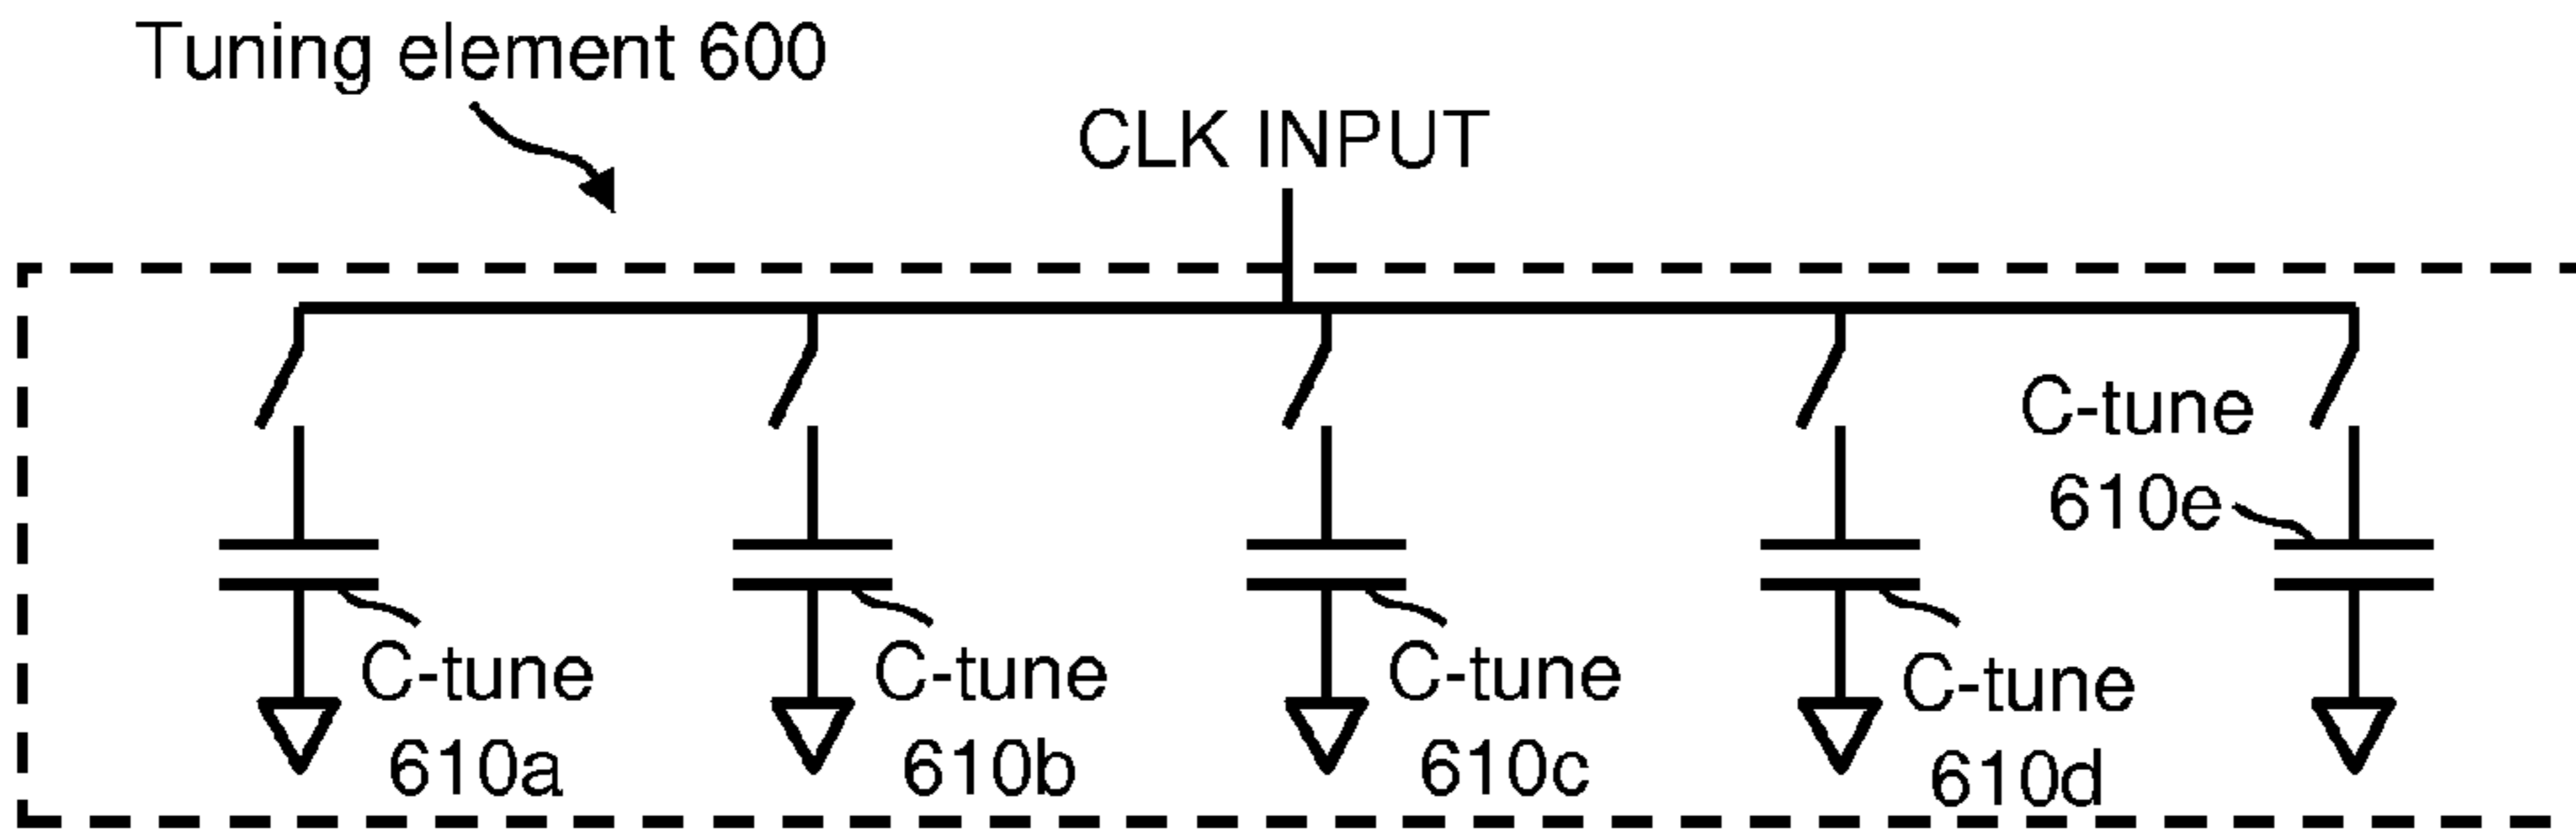 Tuning element 600
CLK INPUT
C-tune
610e
C-tune
610a
C-tune
610b
C-tune
610c
C-tune
610d